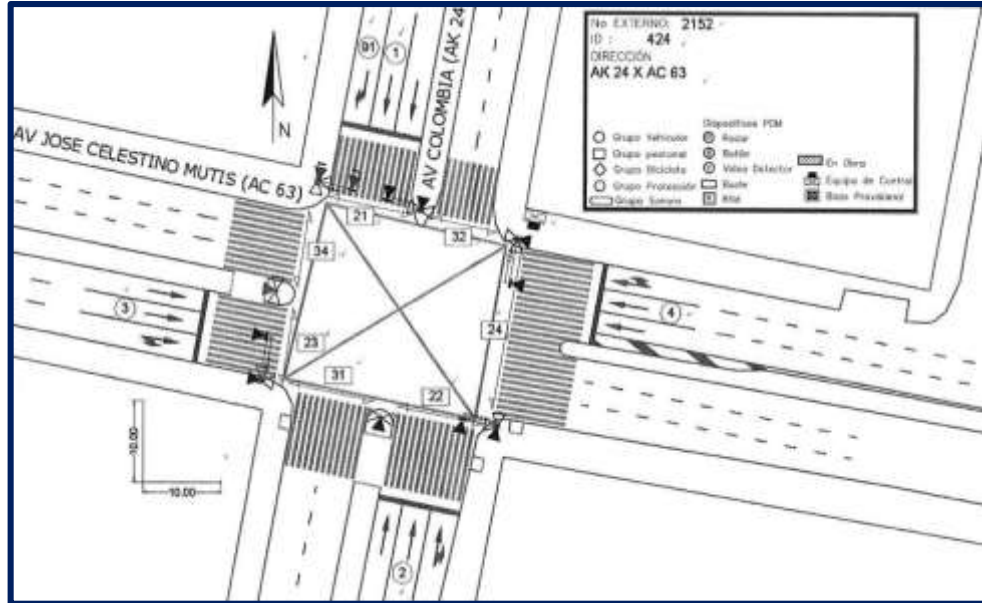 No EXTERNO: 2152
ID : 424
DIRECCIÓN
AK 24 X AC 63
Dispositivos PDM
Grupo Vehicular
Grupo peatonal
Grupo Bicicleta
Grupo Protección
Grupo Sonoro
Radar
Botón
Video Detector
Bucle
En Obra
Equipo de Control
91
1
AV COLOMBIA (AK 24
N
AV JOSE CELESTINO MUTIS (AC 63)
21
32
34
3
4
24
23
31
22
10.00
10.00
2